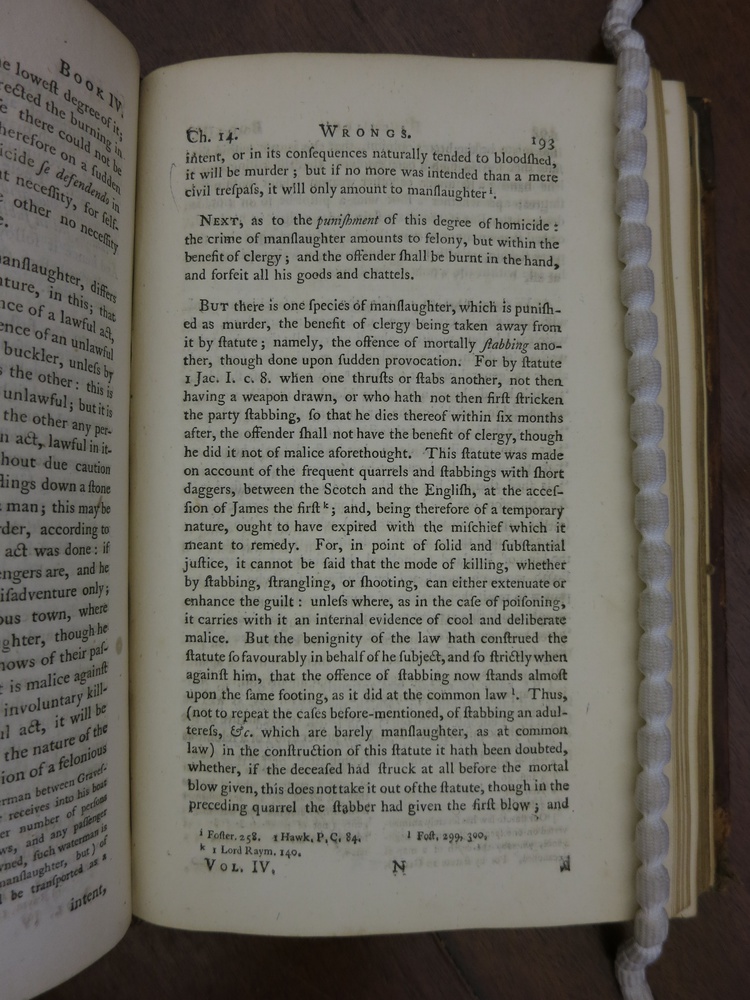 BOOK IV.
e lowest degree of it;
rected the burning in
e there could not be
herefore on a sudden
icide se defendendo in
t necessity, for self-
e other no necessity
e.
anslaughter, differs
ature, in this; that
nce of a lawful act,
ence of an unlawful
buckler, unless by
s the other: this is
unlawful; but it is
the other any per-
n act, lawful in it-
hout due caution
lings down a stone
man; this may be
der, according to
act was done: if
engers are, and he
isadventure only;
ous town, where
ghter, though he
nows of their pas-
t is malice against
involuntary kill-
ul act, it will be
the nature of the
ion of a felonious
erman between Graves-
receives into his boat
er number of persons
ws, and any passenger
wned, such waterman is
manslaughter, but) of
l be transported as a
intent,
Ch. 14. WRONGS. 193
intent, or in its consequences naturally tended to bloodshed,
it will be murder; but if no more was intended than a mere
civil trespass, it will only amount to manslaughter i.
NEXT, as to the punishment of this degree of homicide:
the crime of manslaughter amounts to felony, but within the
benefit of clergy; and the offender shall be burnt in the hand,
and forfeit all his goods and chattels.
BUT there is one species of manslaughter, which is punish-
ed as murder, the benefit of clergy being taken away from
it by statute; namely, the offence of mortally stabbing ano-
ther, though done upon sudden provocation. For by statute
1 Jac. I. c. 8. when one thrusts or stabs another, not then
having a weapon drawn, or who hath not then first stricken
the party stabbing, so that he dies thereof within six months
after, the offender shall not have the benefit of clergy, though
he did it not of malice aforethought. This statute was made
on account of the frequent quarrels and stabbings with short
daggers, between the Scotch and the English, at the acces-
sion of James the first k; and, being therefore of a temporary
nature, ought to have expired with the mischief which it
meant to remedy. For, in point of solid and substantial
justice, it cannot be said that the mode of killing, whether
by stabbing, strangling, or shooting, can either extenuate or
enhance the guilt: unless where, as in the case of poisoning,
it carries with it an internal evidence of cool and deliberate
malice. But the benignity of the law hath construed the
statute so favourably in behalf of he subject, and so strictly when
against him, that the offence of stabbing now stands almost
upon the same footing, as it did at the common law l. Thus,
(not to repeat the cases before-mentioned, of stabbing an adul-
teress, &c. which are barely manslaughter, as at common
law) in the construction of this statute it hath been doubted,
whether, if the deceased had struck at all before the mortal
blow given, this does not take it out of the statute, though in the
preceding quarrel the stabber had given the first blow; and
i Foster. 258. 1 Hawk, P, C, 84. l Fost, 299, 300,
k 1 Lord Raym. 140.
VOL. IV, N